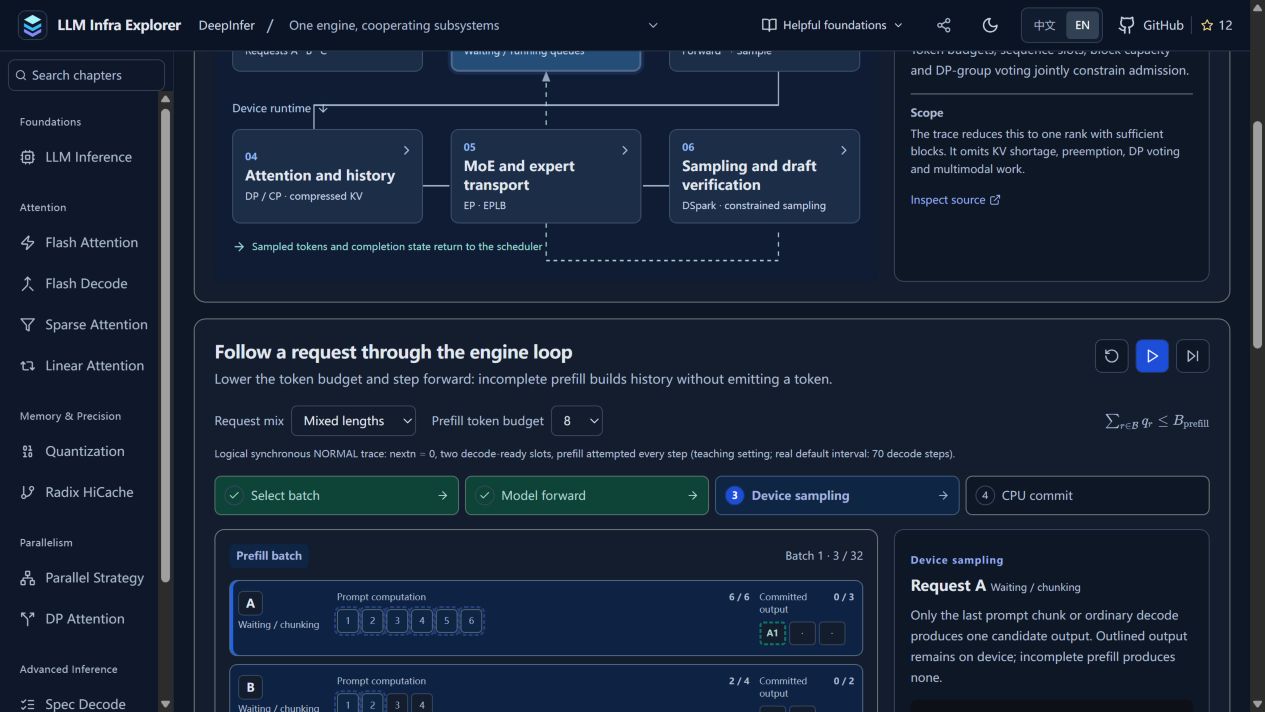 LLM Infra Explorer
DeepInfer / One engine, cooperating subsystems
Helpful foundations
中文 EN
GitHub
12
Search chapters
Foundations
LLM Inference
Attention
Flash Attention
Flash Decode
Sparse Attention
Linear Attention
Memory & Precision
Quantization
Radix HiCache
Parallelism
Parallel Strategy
DP Attention
Advanced Inference
Spec Decode
Requests A · B · C
Waiting / running queues
Forward → Sample
Token budgets, sequence slots, block capacity
and DP-group voting jointly constrain admission.
Device runtime
04
Attention and history
DP / CP · compressed KV
05
MoE and expert
transport
EP · EPLB
06
Sampling and draft
verification
DSpark · constrained sampling
Sampled tokens and completion state return to the scheduler
Scope
The trace reduces this to one rank with sufficient
blocks. It omits KV shortage, preemption, DP voting
and multimodal work.
Inspect source
Follow a request through the engine loop
Lower the token budget and step forward: incomplete prefill builds history without emitting a token.
Request mix Mixed lengths Prefill token budget 8
∑r∈B qr ≤ Bprefill
Logical synchronous NORMAL trace: nextn = 0, two decode-ready slots, prefill attempted every step (teaching setting; real default interval: 70 decode steps).
Select batch →
Model forward →
3 Device sampling →
4 CPU commit
Prefill batch
Batch 1 · 3 / 32
A
Waiting / chunking
Prompt computation
6 / 6
1 2 3 4 5 6
Committed
output
0 / 3
A1 · ·
B
Waiting / chunking
Prompt computation
2 / 4
1 2 3 4
Committed
output
0 / 2
Device sampling
Request A Waiting / chunking
Only the last prompt chunk or ordinary decode
produces one candidate output. Outlined output
remains on device; incomplete prefill produces
none.